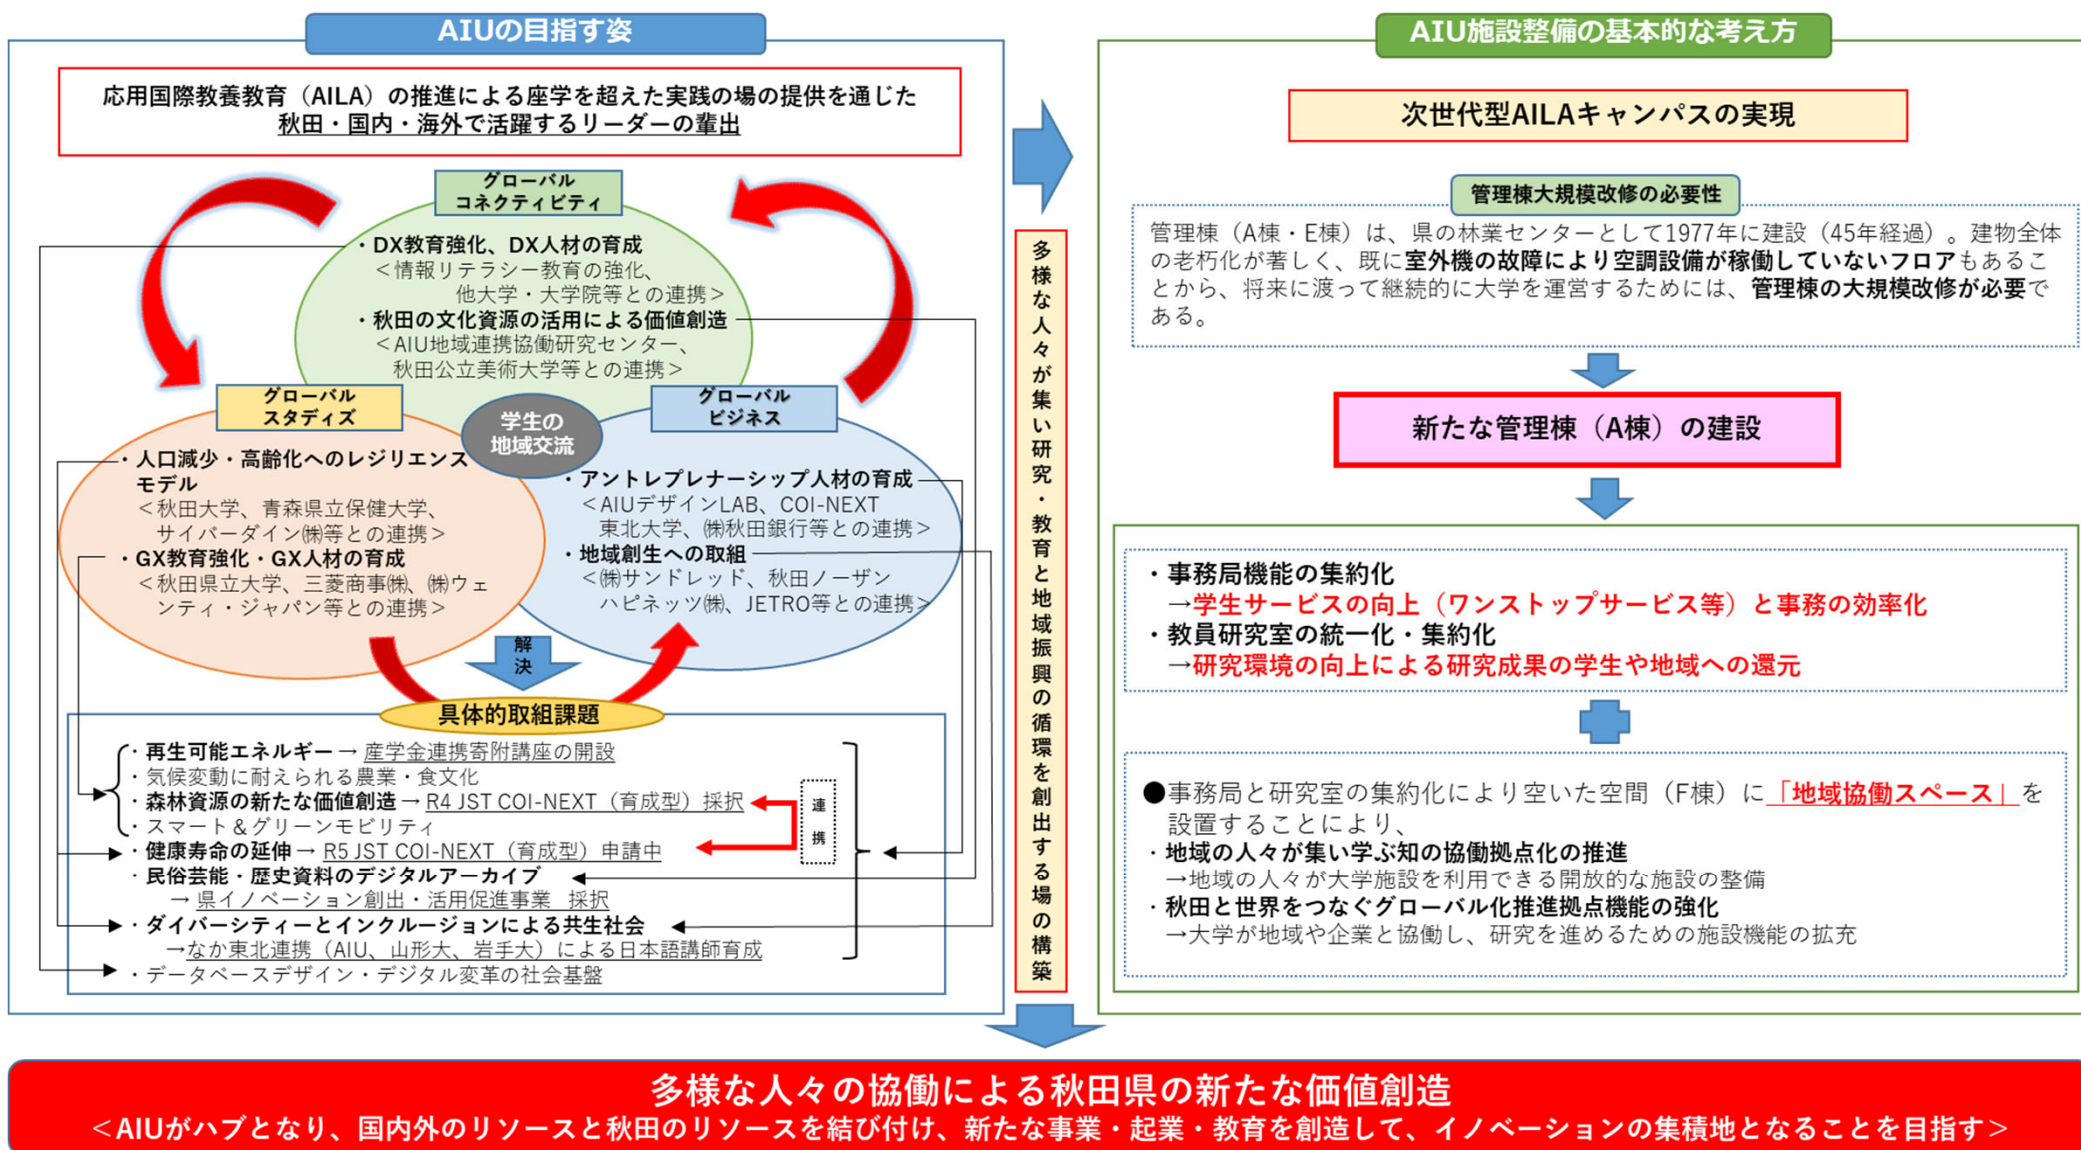 AIUの目指す姿
応用国際教養教育（AILA）の推進による座学を超えた実践の場の提供を通じた
秋田・国内・海外で活躍するリーダーの輩出
グローバル
コネクティビティ
・DX教育強化、DX人材の育成
＜情報リテラシー教育の強化、
他大学・大学院等との連携＞
・秋田の文化資源の活用による価値創造
＜AIU地域連携協働研究センター、
秋田公立美術大学等との連携＞
グローバル
スタディズ
・人口減少・高齢化へのレジリエンス
モデル
＜秋田大学、青森県立保健大学、
サイバーダイン㈱等との連携＞
・GX教育強化・GX人材の育成
＜秋田県立大学、三菱商事㈱、㈱ウェ
ンティ・ジャパン等との連携＞
学生の
地域交流
グローバル
ビジネス
・アントレプレナーシップ人材の育成
＜AIUデザインLAB、COI-NEXT
東北大学、㈱秋田銀行等との連携＞
・地域創生への取組
＜㈱サンドレッド、秋田ノーザン
ハピネッツ㈱、JETRO等との連携＞
解決
具体的取組課題
・再生可能エネルギー→ 産学金連携寄附講座の開設
・気候変動に耐えられる農業・食文化
・森林資源の新たな価値創造→ R4 JST COI-NEXT（育成型）採択
・スマート＆グリーンモビリティ
・健康寿命の延伸→ R5 JST COI-NEXT（育成型）申請中
・民俗芸能・歴史資料のデジタルアーカイブ
→ 県イノベーション創出・活用促進事業 採択
・ダイバーシティーとインクルージョンによる共生社会
→なか東北連携（AIU、山形大、岩手大）による日本語講師育成
・データベースデザイン・デジタル変革の社会基盤
連携
多様な人々が集い研究・教育と地域振興の循環を創出する場の構築
AIU施設整備の基本的な考え方
次世代型AILAキャンパスの実現
管理棟大規模改修の必要性
管理棟（A棟・E棟）は、県の林業センターとして1977年に建設（45年経過）。建物全体
の老朽化が著しく、既に室外機の故障により空調設備が稼働していないフロアもあるこ
とから、将来に渡って継続的に大学を運営するためには、管理棟の大規模改修が必要で
ある。
新たな管理棟（A棟）の建設
・事務局機能の集約化
→学生サービスの向上（ワンストップサービス等）と事務の効率化
・教員研究室の統一化・集約化
→研究環境の向上による研究成果の学生や地域への還元
●事務局と研究室の集約化により空いた空間（F棟）に「地域協働スペース」を
設置することにより、
・地域の人々が集い学ぶ知の協働拠点化の推進
→地域の人々が大学施設を利用できる開放的な施設の整備
・秋田と世界をつなぐグローバル化推進拠点機能の強化
→大学が地域や企業と協働し、研究を進めるための施設機能の拡充
多様な人々の協働による秋田県の新たな価値創造
＜AIUがハブとなり、国内外のリソースと秋田のリソースを結び付け、新たな事業・起業・教育を創造して、イノベーションの集積地となることを目指す＞